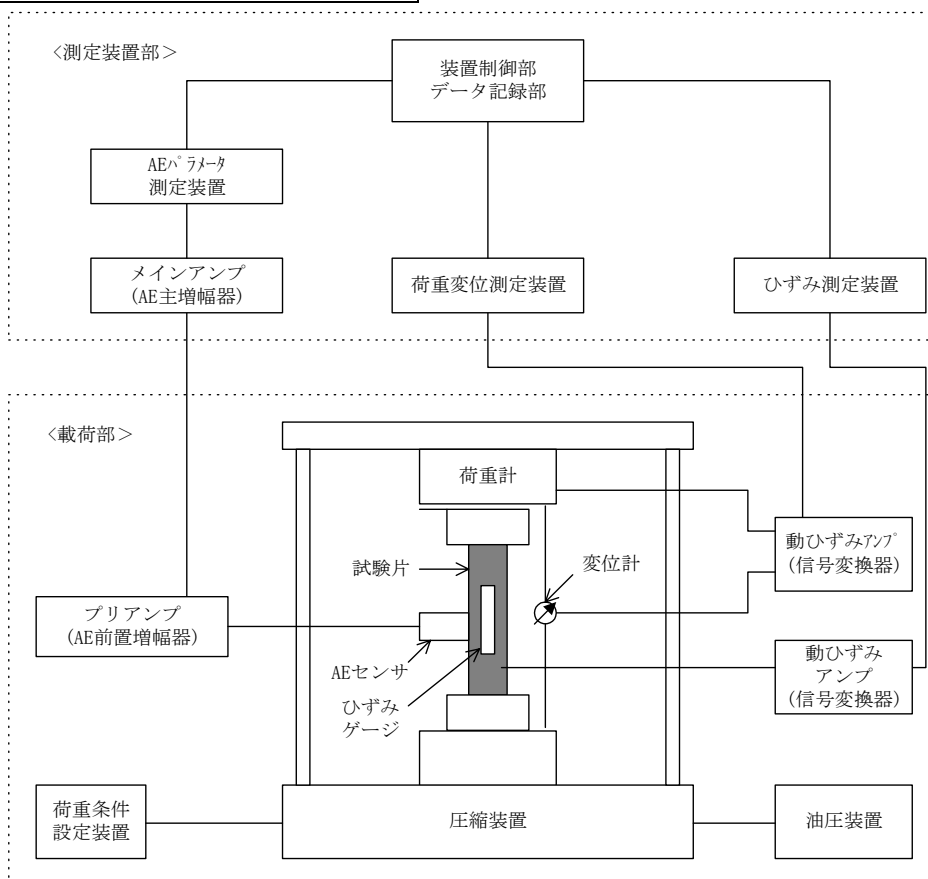 <測定装置部>
装置制御部
データ記録部
AEパラメータ
測定装置
メインアンプ
(AE主増幅器)
荷重変位測定装置
ひずみ測定装置
<載荷部>
荷重計
試験片
変位計
動ひずみアンプ
(信号変換器)
プリアンプ
(AE前置増幅器)
AEセンサ
ひずみ
ゲージ
動ひずみ
アンプ
(信号変換器)
荷重条件
設定装置
圧縮装置
油圧装置